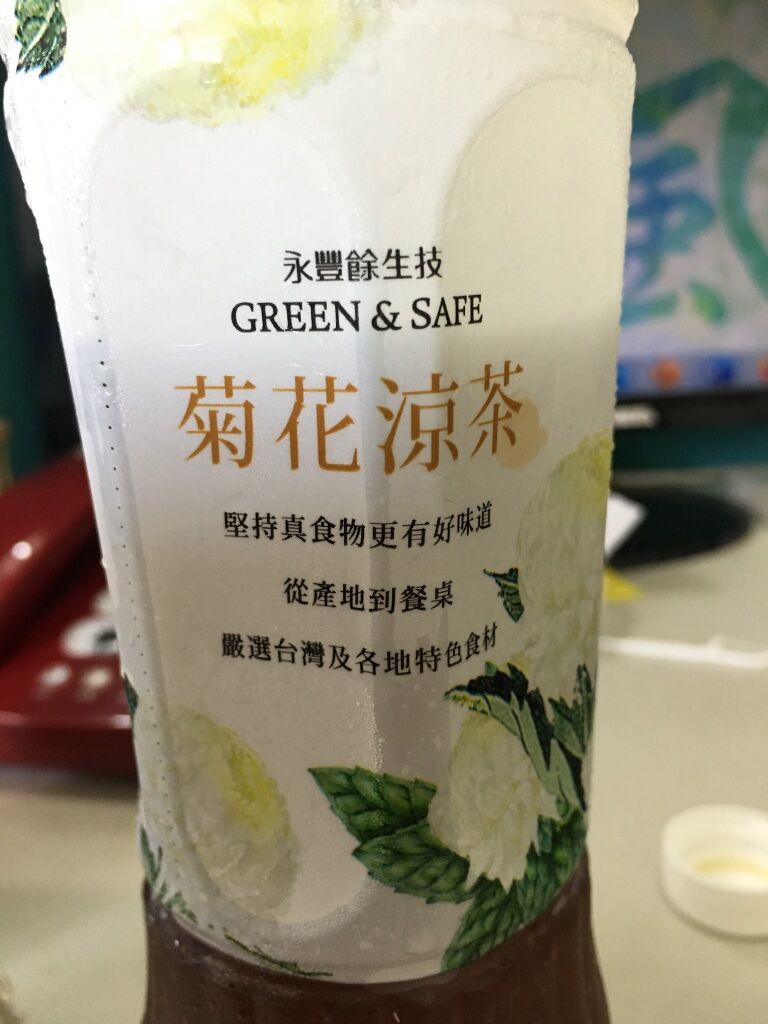 永豐餘生技
GREEN & SAFE
菊花涼茶
堅持真食物更有好味道
從產地到餐桌
嚴選台灣及各地特色食材